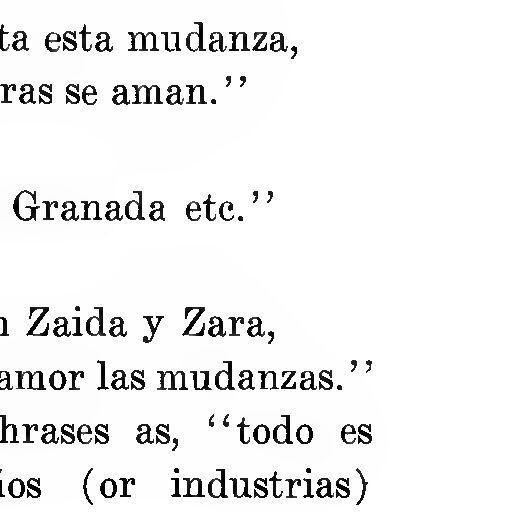 ta esta mudanza,
ras se aman.’’
Granada etc.’’
n Zaida y Zara,
amor las mudanzas.’’
hrases as, ‘‘todo es
ios (or industrias)